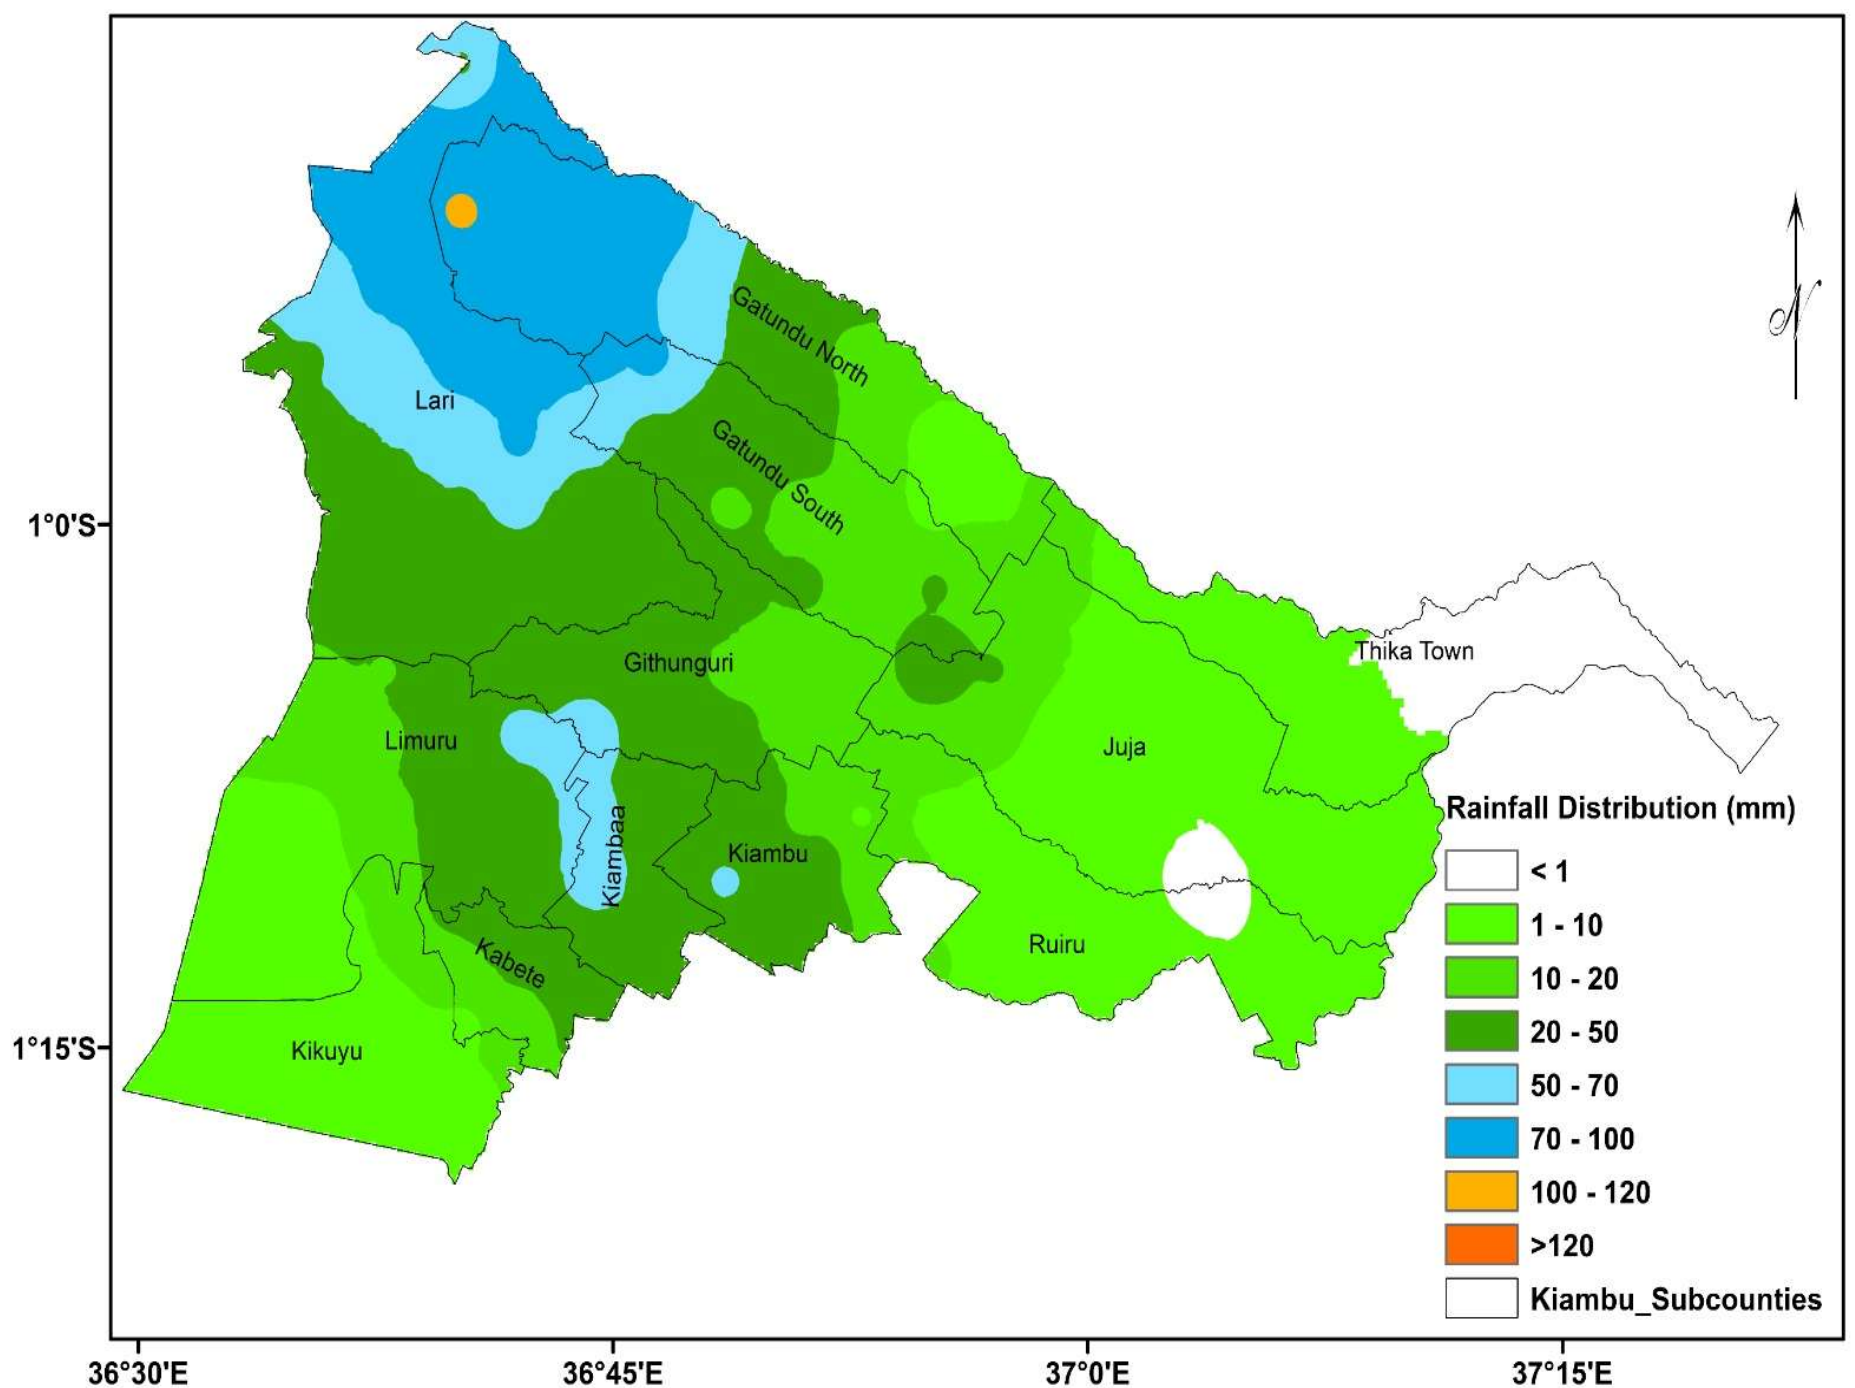 Gatundu North
Lari
Gatundu South
1°0'S
Thika Town
Githunguri
Limuru
Juja
Kiambaa
Kiambu
Kabete
Ruiru
1°15'S
Kikuyu
N
Rainfall Distribution (mm)
< 1
1 - 10
10 - 20
20 - 50
50 - 70
70 - 100
100 - 120
>120
Kiambu_Subcounties
36°30'E
36°45'E
37°0'E
37°15'E